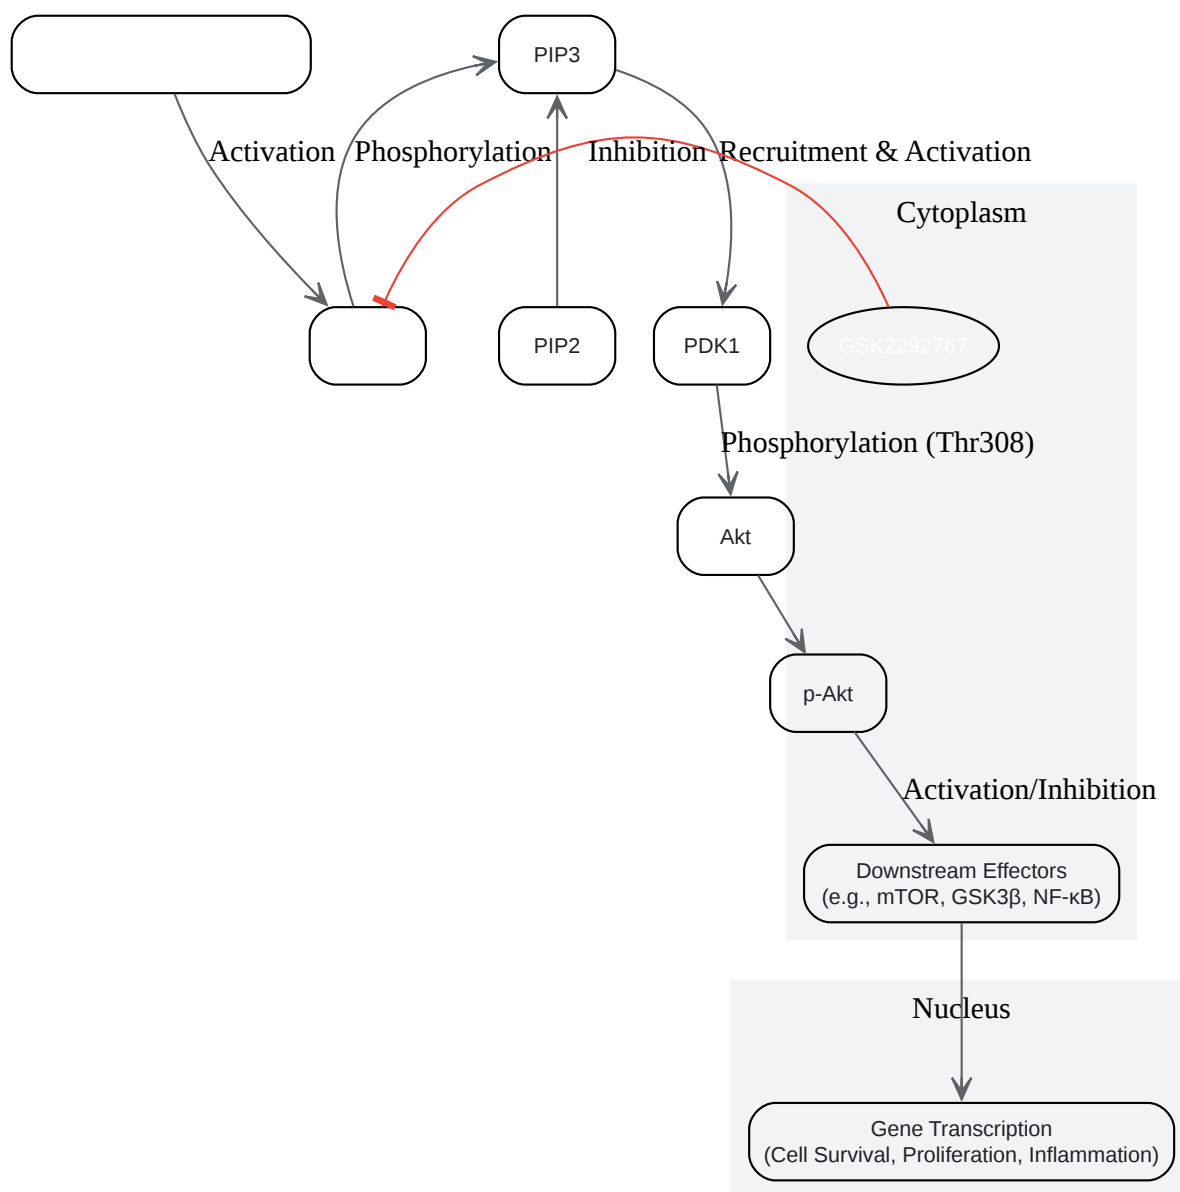 PIP3
Activation
Phosphorylation
Inhibition
Recruitment & Activation
Cytoplasm
PIP2
PDK1
GSK2292767
Phosphorylation (Thr308)
Akt
p-Akt
Activation/Inhibition
Downstream Effectors
(e.g., mTOR, GSK3β, NF-κB)
Nucleus
Gene Transcription
(Cell Survival, Proliferation, Inflammation)